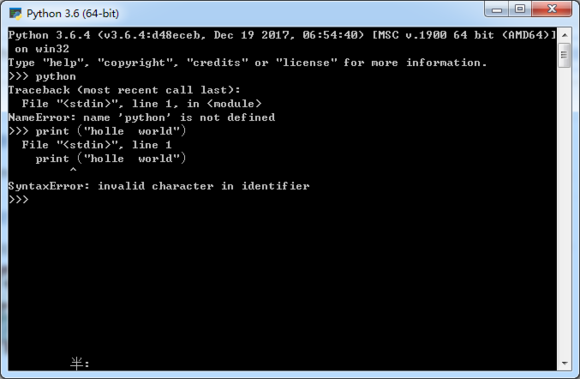 Python 3.6 (64-bit)
Python 3.6.4 (v3.6.4:d48eceb, Dec 19 2017, 06:54:40) [MSC v.1900 64 bit (AMD64)]
 on win32
Type "help", "copyright", "credits" or "license" for more information.
>>> python
Traceback (most recent call last):
  File "<stdin>", line 1, in <module>
NameError: name 'python' is not defined
>>> print （"holle  world"）
  File "<stdin>", line 1
    print （"holle  world"）
         ^
SyntaxError: invalid character in identifier
>>>
半: